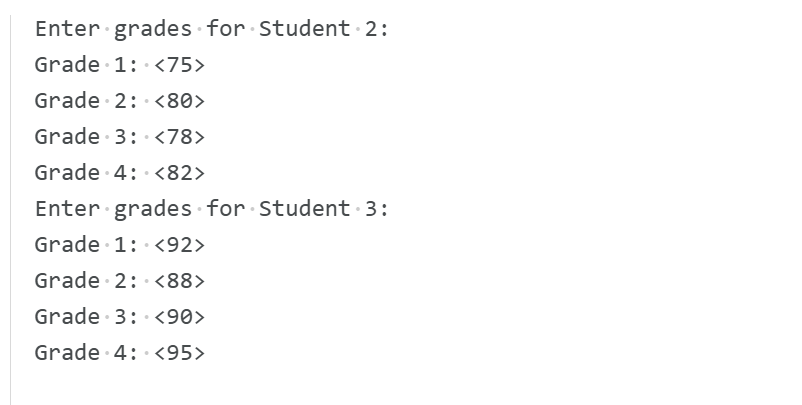 Enter grades for Student 2:
Grade 1: <75>
Grade 2: <80>
Grade 3: <78>
Grade 4: <82>
Enter grades for Student 3:
Grade 1: <92>
Grade 2: <88>
Grade 3: <90>
Grade 4: <95>